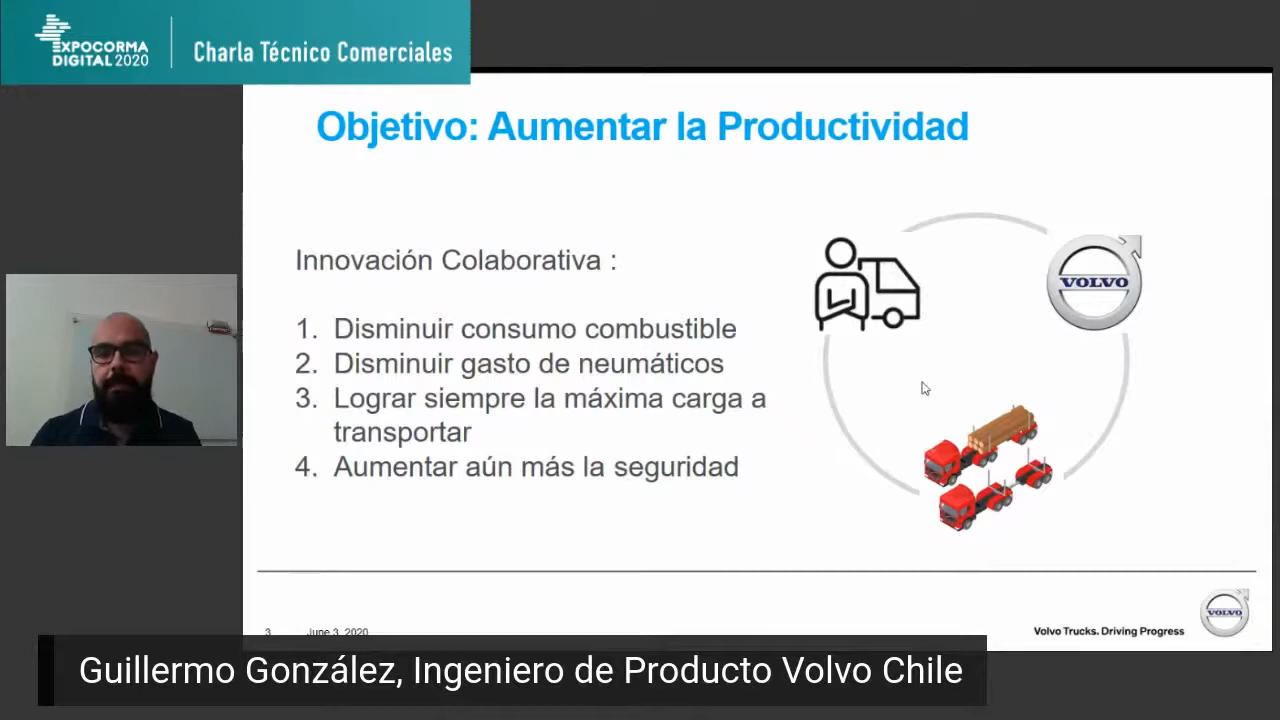 EXPOCORMA
DIGITAL 2020
Charla Técnico Comerciales
Objetivo: Aumentar la Productividad
Innovación Colaborativa :
1. Disminuir consumo combustible
2. Disminuir gasto de neumáticos
3. Lograr siempre la máxima carga a
transportar
4. Aumentar aún más la seguridad
VOLVO
3 June 3, 2020
Volvo Trucks. Driving Progress
VOLVO
Guillermo González, Ingeniero de Producto Volvo Chile